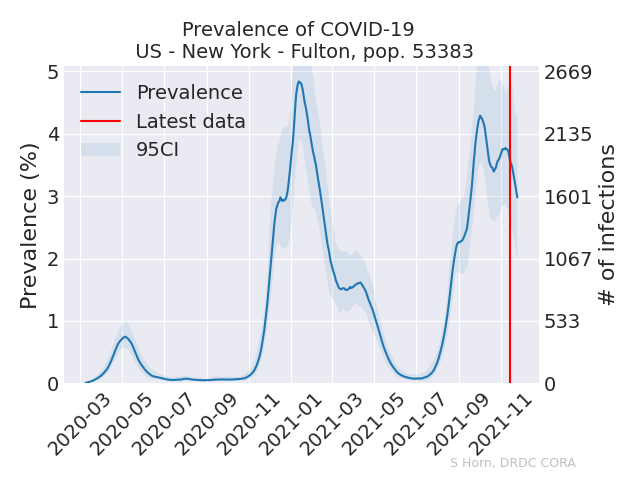 Prevalence of COVID-19
US - New York - Fulton, pop. 53383
Prevalence
Latest data
95CI
Prevalence (%)
5
4
3
2
1
0
# of infections
2669
2135
1601
1067
533
0
2020-03
2020-05
2020-07
2020-09
2020-11
2021-01
2021-03
2021-05
2021-07
2021-09
2021-11
S Horn, DRDC CORA